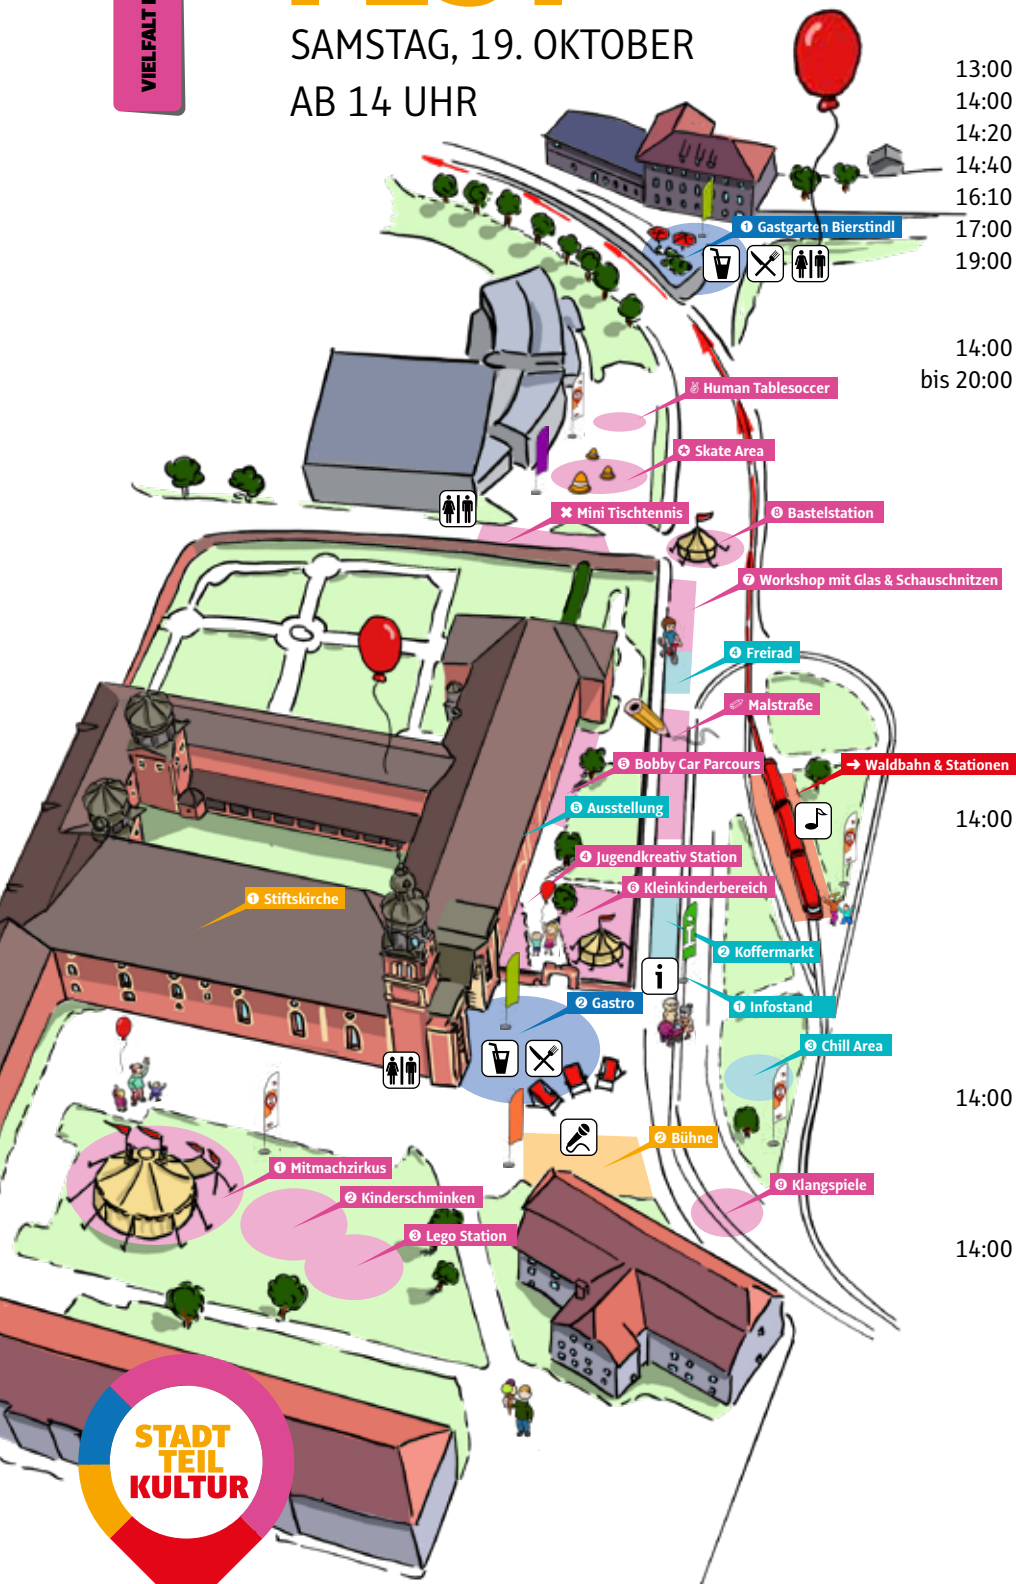 VIELFALT
SAMSTAG, 19. OKTOBER
AB 14 UHR
13:00
14:00
14:20
14:40
16:10
17:00
19:00
14:00
bis 20:00
14:00
14:00
14:00
❶ Gastgarten Bierstindl
Human Tablesoccer
✪ Skate Area
✖ Mini Tischtennis
❽ Bastelstation
❼ Workshop mit Glas & Schauschnitzen
❹ Freirad
Malstraße
❺ Bobby Car Parcours
➔ Waldbahn & Stationen
❺ Ausstellung
❹ Jugendkreativ Station
❻ Kleinkinderbereich
❶ Stiftskirche
❷ Koffermarkt
i
i
❷ Gastro
❶ Infostand
❸ Chill Area
❷ Bühne
❶ Mitmachzirkus
❷ Kinderschminken
❾ Klangspiele
❸ Lego Station
STADT
TEIL
KULTUR